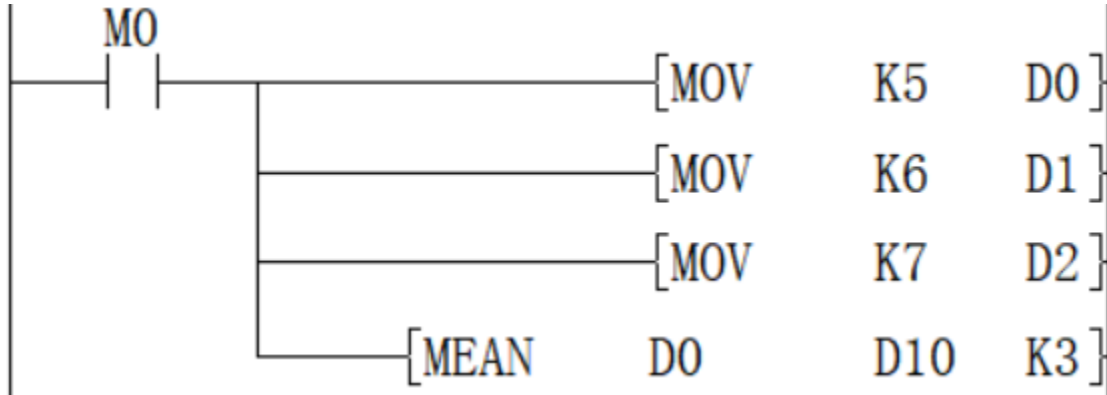 M0
[MOV K5 D0]
[MOV K6 D1]
[MOV K7 D2]
[MEAN D0 D10 K3]